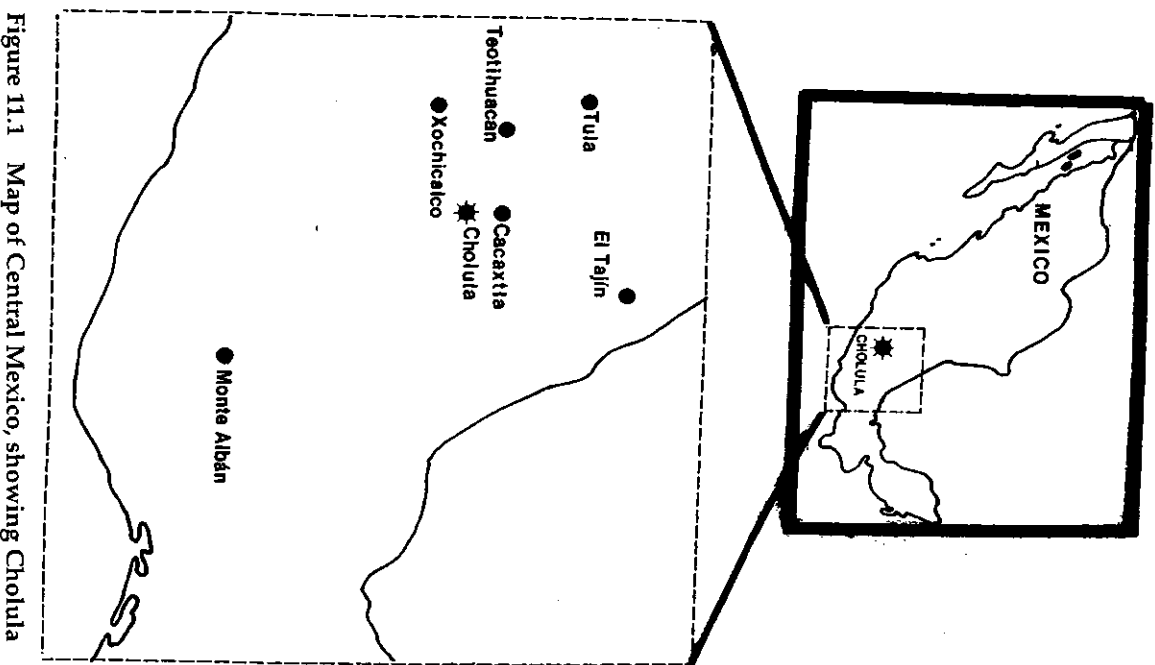 MEXICO
CHOLULA
El Tajín
Tula
Teotihuacan
Cacaxtla
Cholula
Xochicalco
Monte Albán
Figure 11.1 Map of Central Mexico, showing Cholula